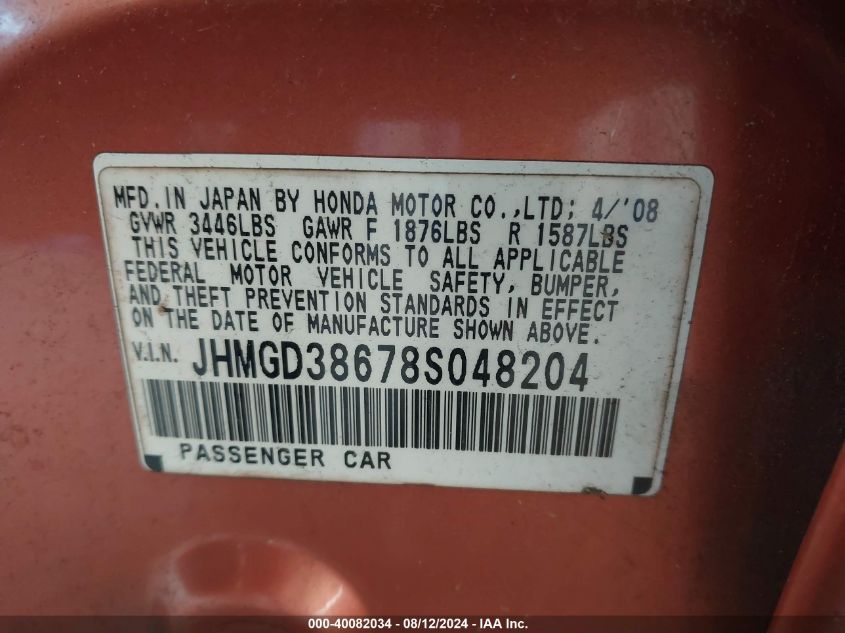 MFD.IN JAPAN BY HONDA MOTOR CO.,LTD; 4/'08
GVWR 3446LBS GAWR F 1876LBS R 1587LBS
THIS VEHICLE CONFORMS TO ALL APPLICABLE
FEDERAL MOTOR VEHICLE SAFETY, BUMPER,
AND THEFT PREVENTION STANDARDS IN EFFECT
ON THE DATE OF MANUFACTURE SHOWN ABOVE.
V.I.N. JHMGD38678S048204
PASSENGER CAR
000-40082034 - 08/12/2024 - IAA Inc.